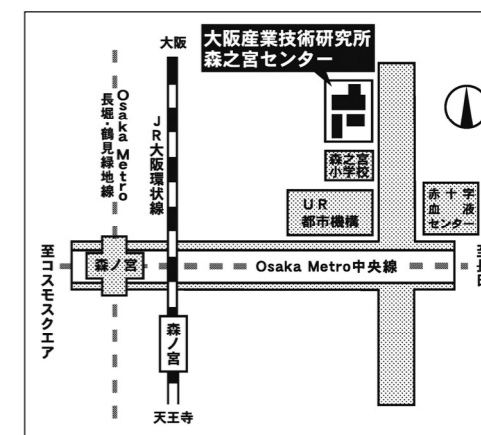 大阪
大阪産業技術研究所
森之宮センター
Osaka Metro
長堀・鶴見緑地線
JR大阪環状線
森之宮
小学校
UR
都市機構
赤十字
血液
センター
至コスモスクエア
森ノ宮
Osaka Metro中央線
至長田
森ノ宮
天王寺